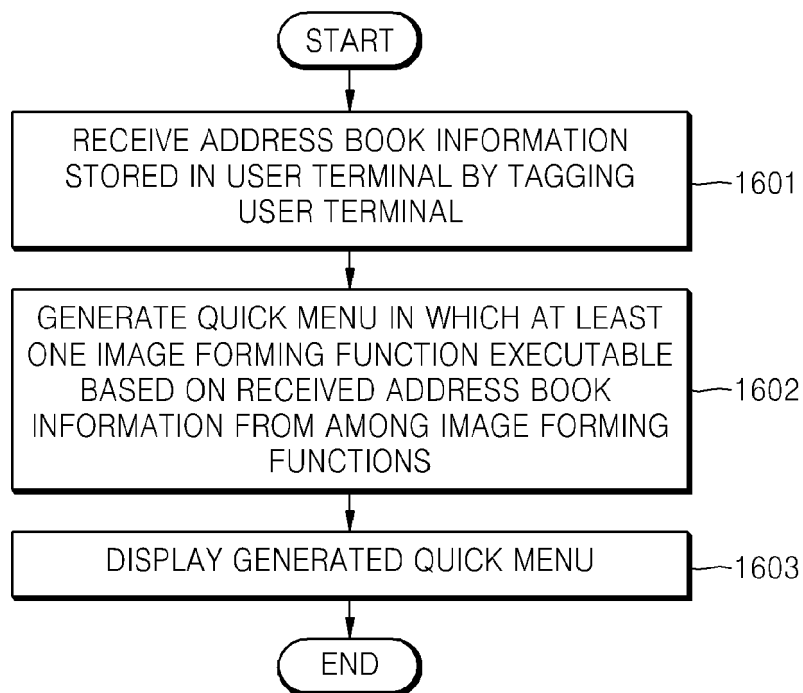 START
RECEIVE ADDRESS BOOK INFORMATION
STORED IN USER TERMINAL BY TAGGING
USER TERMINAL
1601
GENERATE QUICK MENU IN WHICH AT LEAST
ONE IMAGE FORMING FUNCTION EXECUTABLE
BASED ON RECEIVED ADDRESS BOOK
INFORMATION FROM AMONG IMAGE FORMING
FUNCTIONS
1602
DISPLAY GENERATED QUICK MENU
1603
END